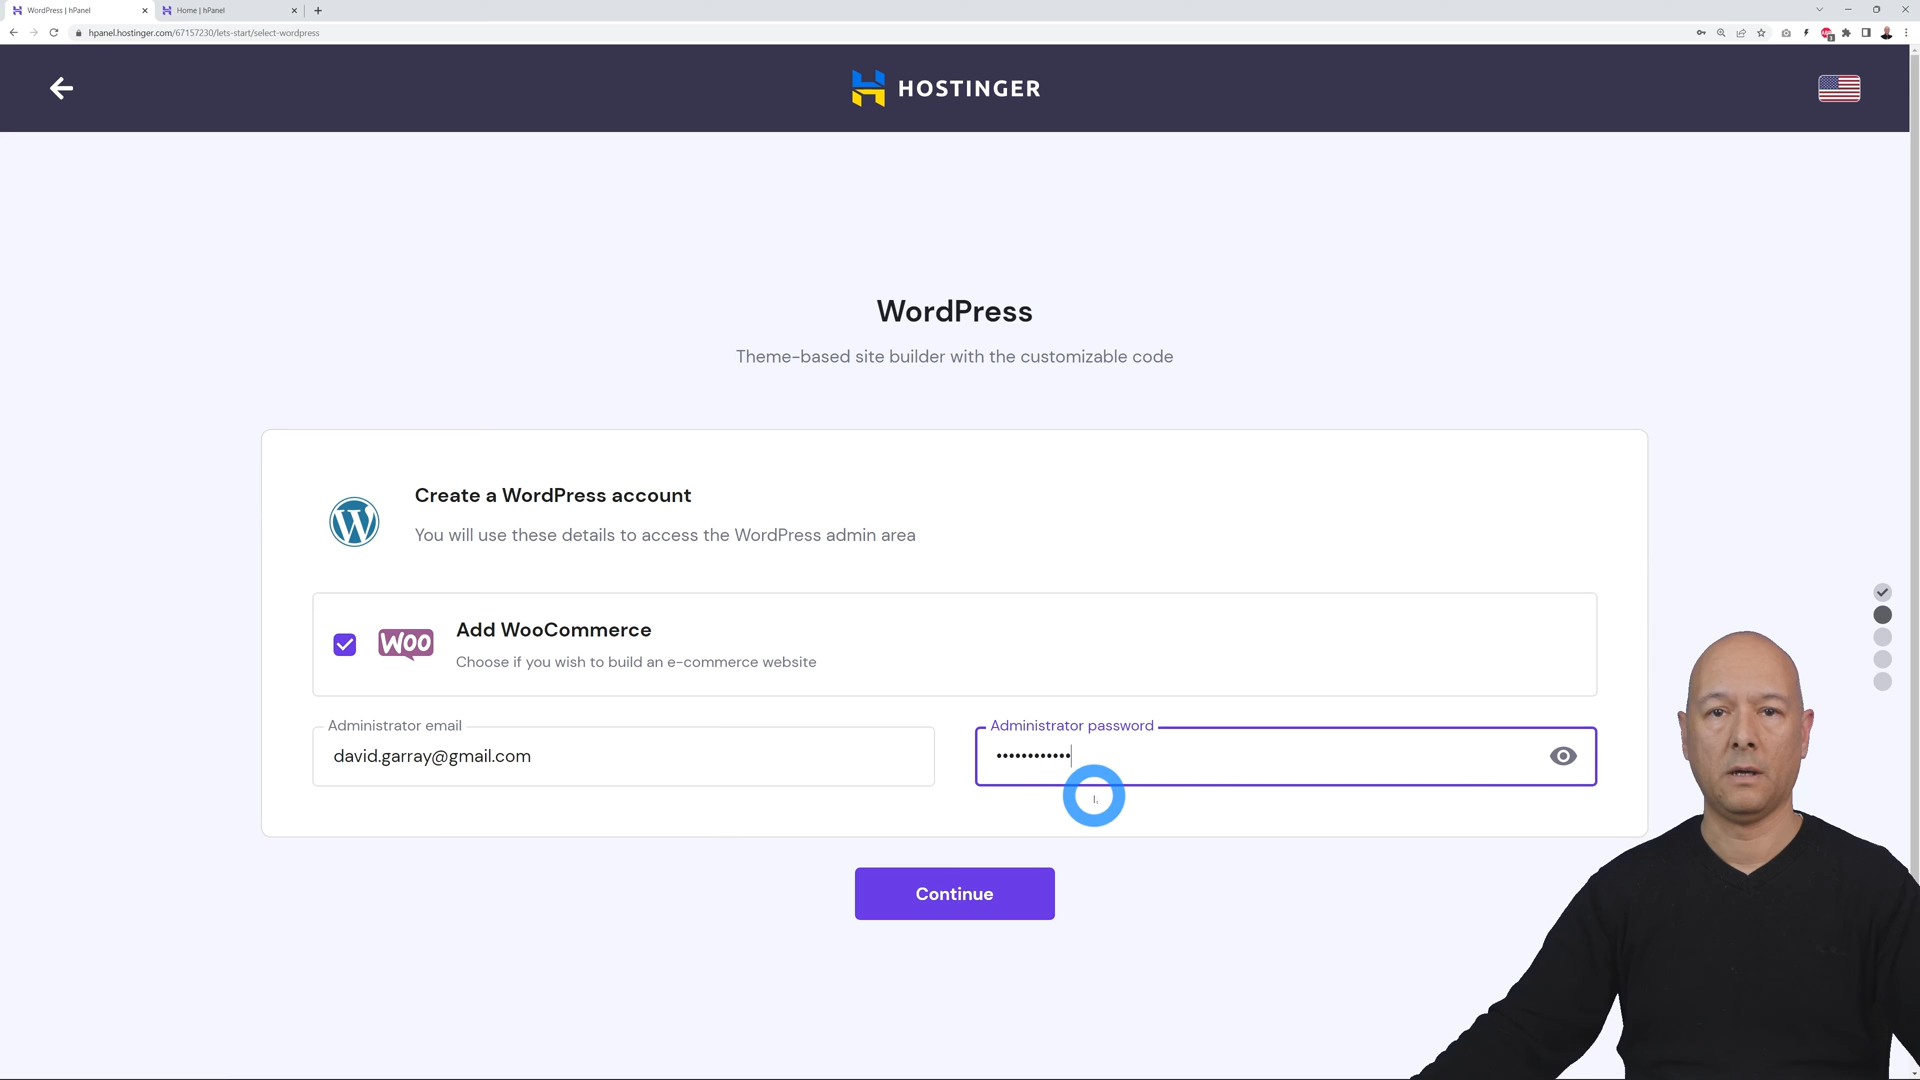 WordPress | hPanel
Home | hPanel
hpanel.hostinger.com/67157230/lets-start/select-wordpress
HOSTINGER
WordPress
Theme-based site builder with the customizable code
Create a WordPress account
You will use these details to access the WordPress admin area
WOO
Add WooCommerce
Choose if you wish to build an e-commerce website
Administrator email
david.garray@gmail.com
Administrator password
••••••••••••
Continue